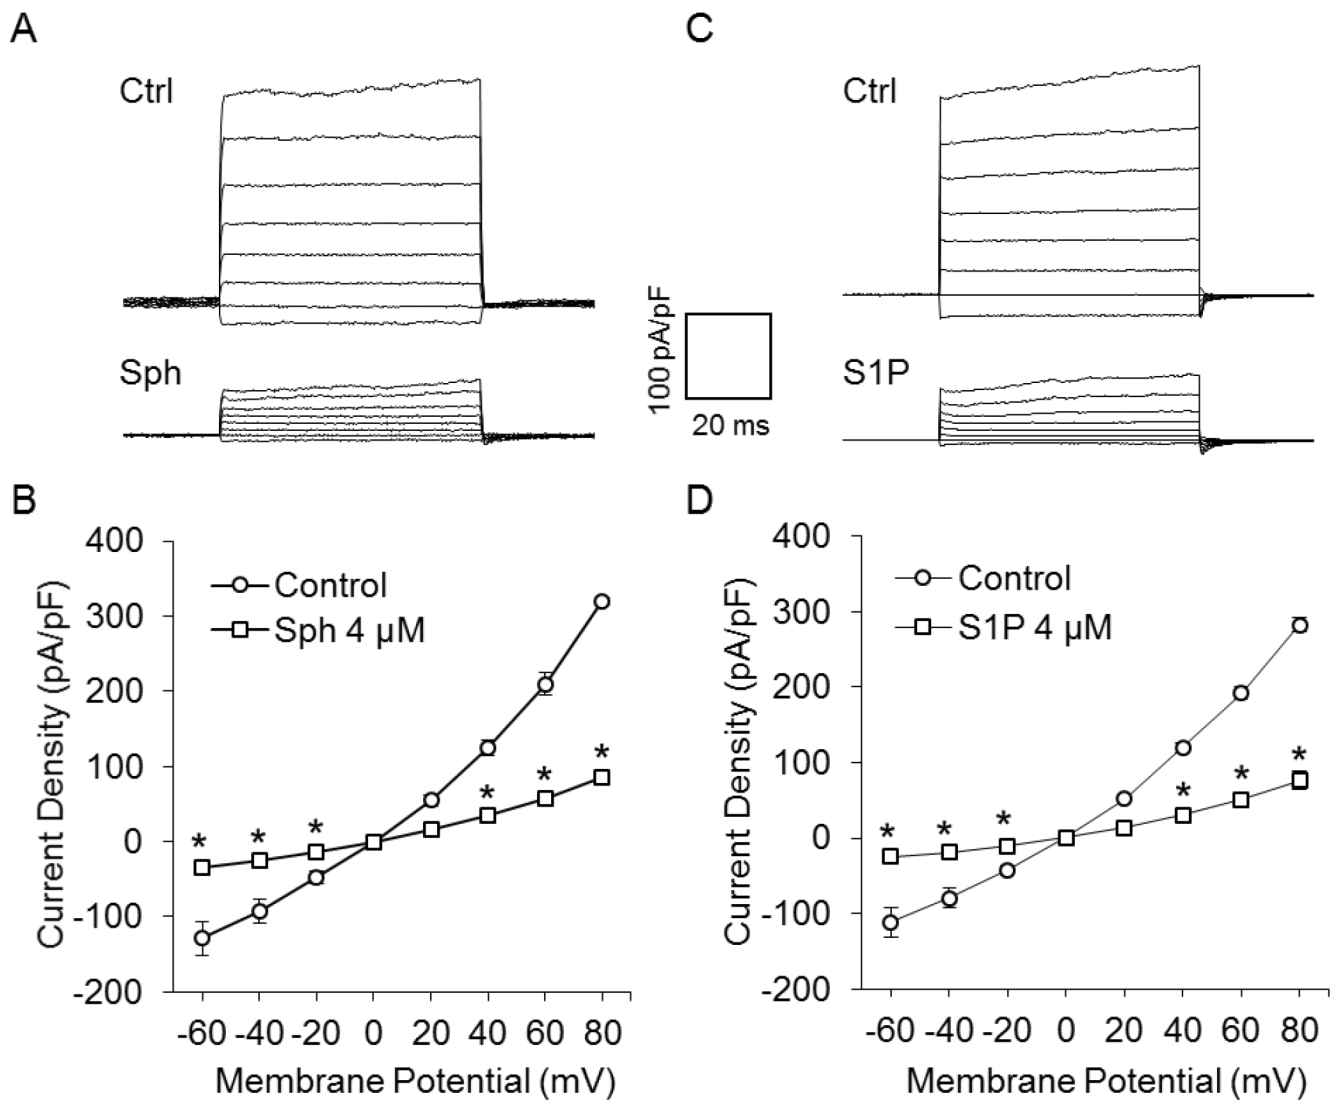 A
Ctrl
Sph
C
Ctrl
S1P
100 pA/pF
20 ms
B
Current Density (pA/pF)
400
300
200
100
0
-100
-200
Control
Sph 4 µM
* * * * * *
-60 -40 -20 0 20 40 60 80
Membrane Potential (mV)
D
Current Density (pA/pF)
400
300
200
100
0
-100
-200
Control
S1P 4 µM
* * * * * *
-60 -40 -20 0 20 40 60 80
Membrane Potential (mV)